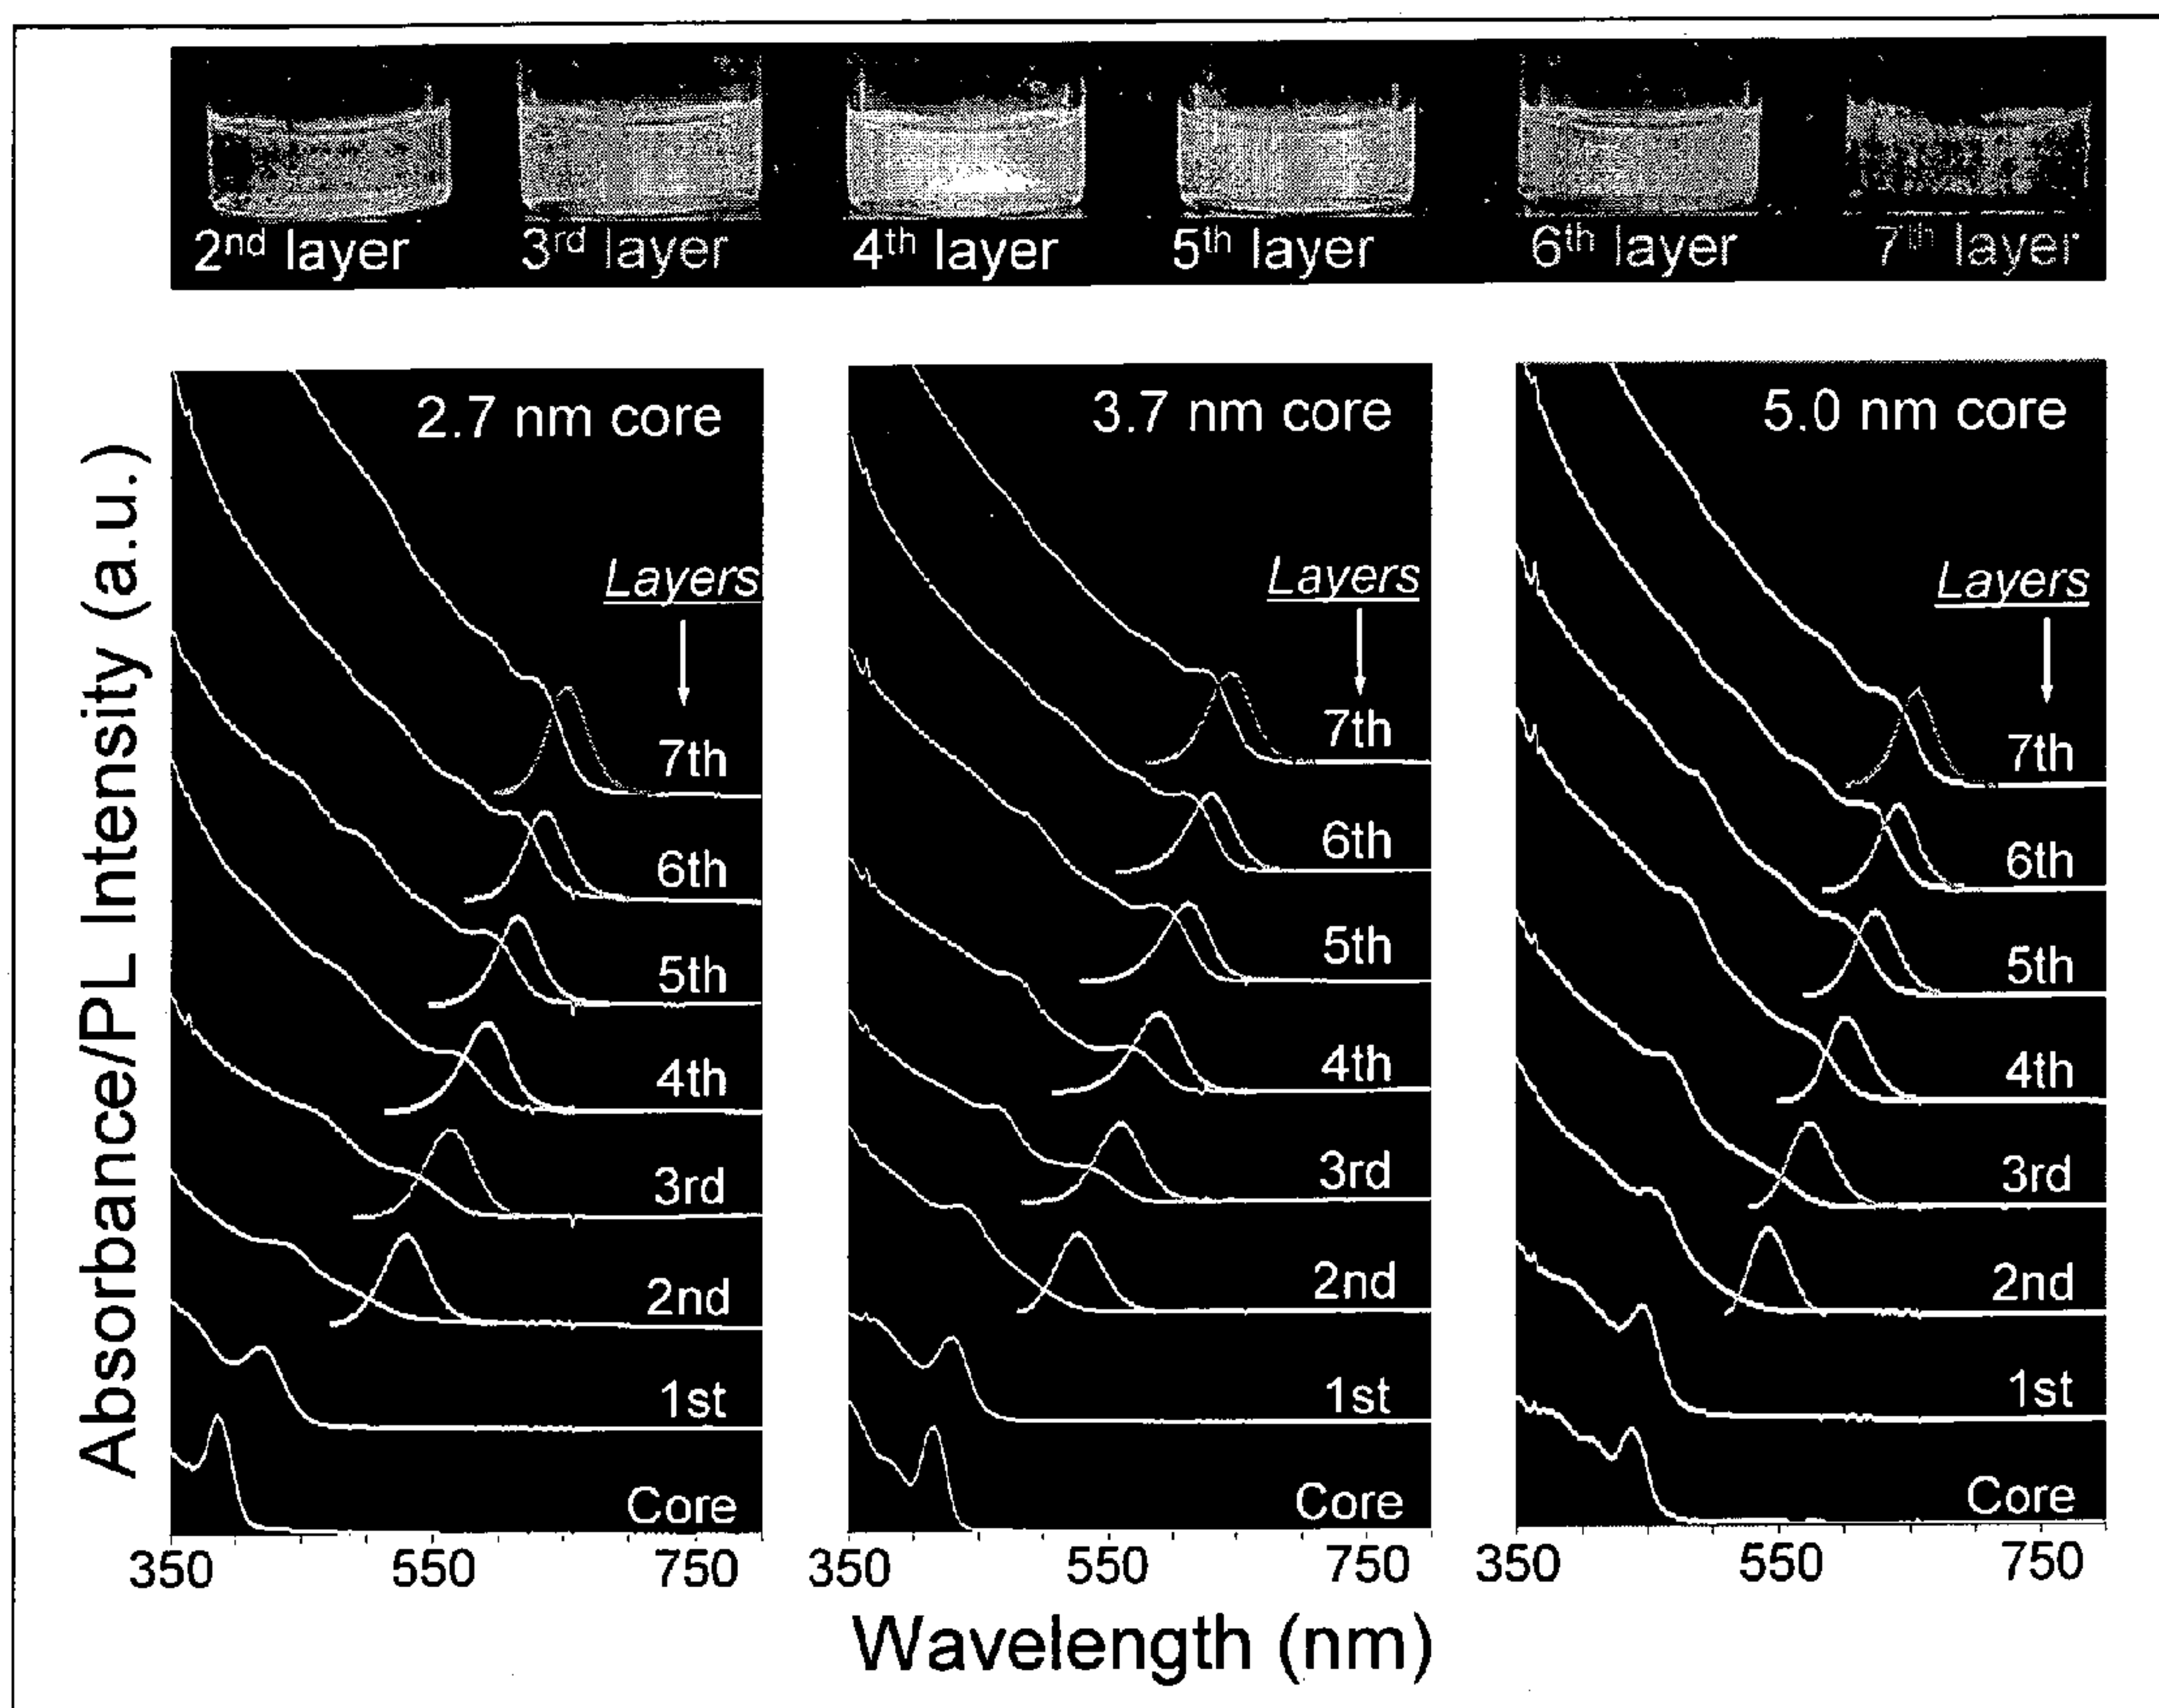 2nd layer 3rd layer 4th layer 5th layer 6th layer 7th layer
Absorbance/PL Intensity (a.u.)
2.7 nm core
Layers
7th
6th
5th
4th
3rd
2nd
1st
Core
350 550 750
3.7 nm core
Layers
7th
6th
5th
4th
3rd
2nd
1st
Core
350 550 750
5.0 nm core
Layers
7th
6th
5th
4th
3rd
2nd
1st
Core
350 550 750
Wavelength (nm)